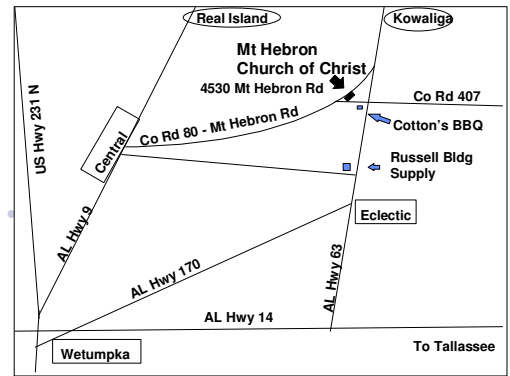 Real Island
Kowaliga
Mt Hebron
Church of Christ
4530 Mt Hebron Rd
Co Rd 407
Co Rd 80 - Mt Hebron Rd
Cotton's BBQ
US Hwy 231 N
Central
Russell Bldg
Supply
Eclectic
AL Hwy 9
AL Hwy 170
AL Hwy 63
AL Hwy 14
Wetumpka
To Tallassee